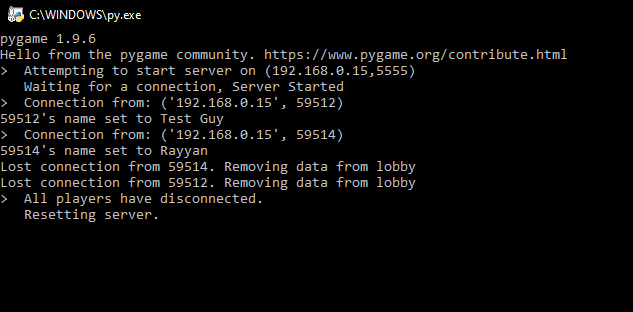 C:\WINDOWS\py.exe
pygame 1.9.6
Hello from the pygame community. https://www.pygame.org/contribute.html
>  Attempting to start server on (192.168.0.15,5555)
   Waiting for a connection, Server Started
>  Connection from: ('192.168.0.15', 59512)
59512's name set to Test Guy
>  Connection from: ('192.168.0.15', 59514)
59514's name set to Rayyan
Lost connection from 59514. Removing data from lobby
Lost connection from 59512. Removing data from lobby
>  All players have disconnected.
   Resetting server.